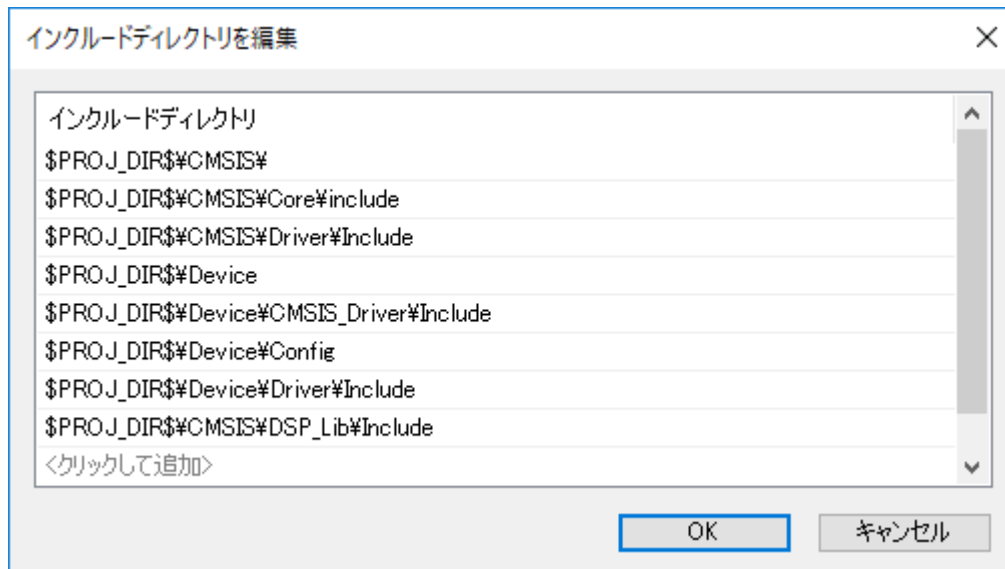 インクルードディレクトリを編集
インクルードディレクトリ
$PROJ_DIR$¥CMSIS¥
$PROJ_DIR$¥CMSIS¥Core¥include
$PROJ_DIR$¥CMSIS¥Driver¥Include
$PROJ_DIR$¥Device
$PROJ_DIR$¥Device¥CMSIS_Driver¥Include
$PROJ_DIR$¥Device¥Config
$PROJ_DIR$¥Device¥Driver¥Include
$PROJ_DIR$¥CMSIS¥DSP_Lib¥Include
<クリックして追加>
OK キャンセル